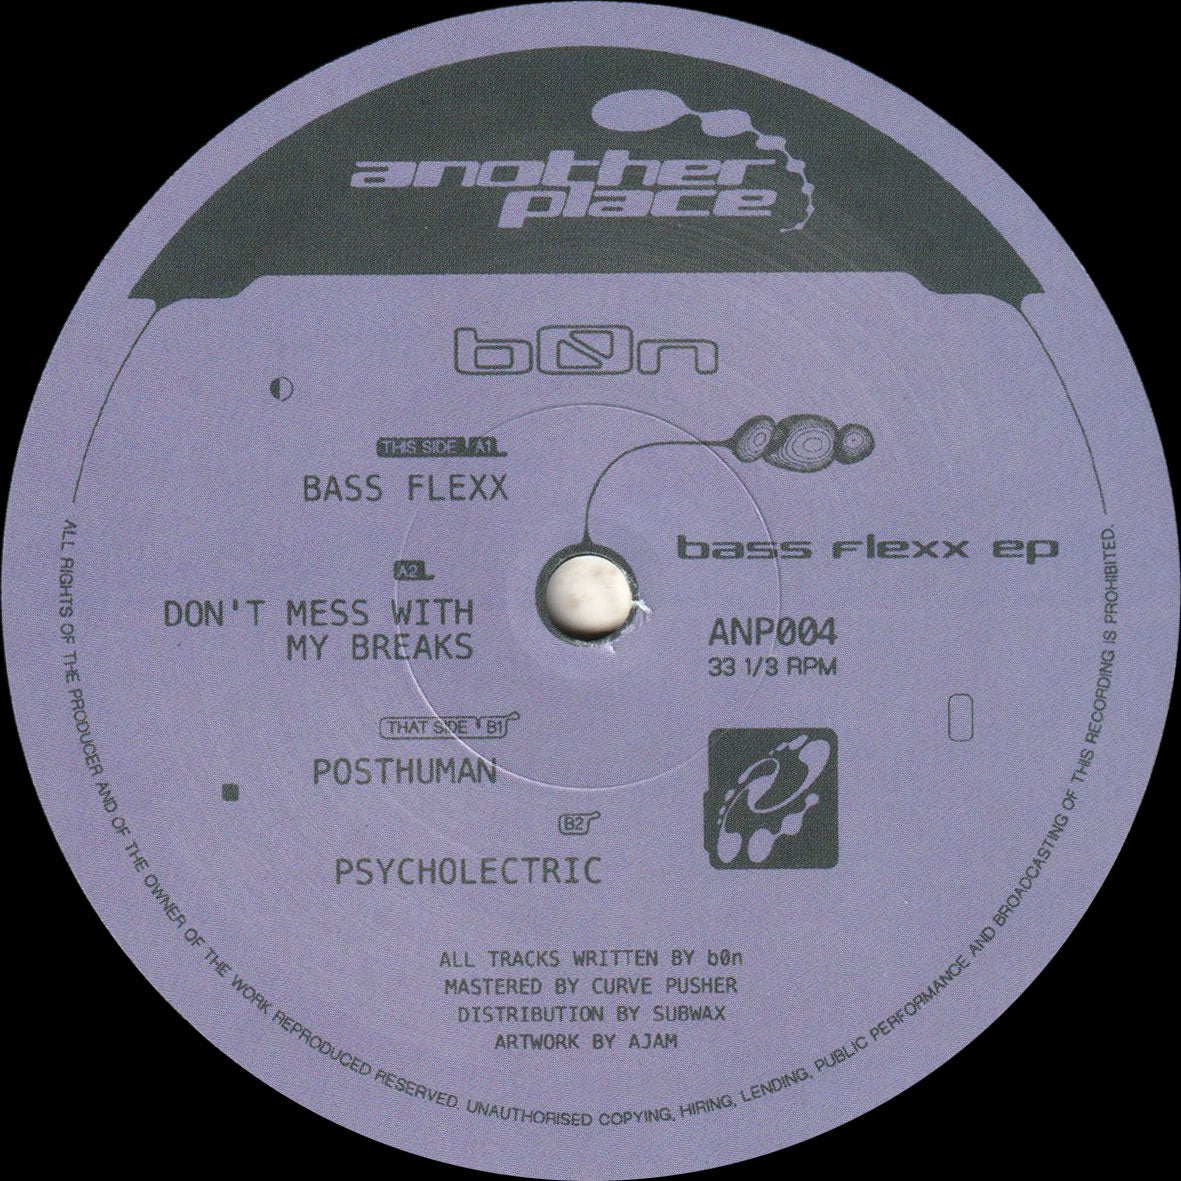 another
place
bØn
THIS SIDE A1
BASS FLEXX
A2
DON'T MESS WITH
MY BREAKS
THAT SIDE B1
POSTHUMAN
B2
PSYCHOLECTRIC
bass flexx ep
ANP004
33 1/3 RPM
ALL TRACKS WRITTEN BY b0n
MASTERED BY CURVE PUSHER
DISTRIBUTION BY SUBWAX
ARTWORK BY AJAM
ALL RIGHTS OF THE PRODUCER AND OF THE OWNER OF THE WORK REPRODUCED RESERVED. UNAUTHORISED COPYING, HIRING, LENDING, PUBLIC PERFORMANCE AND BROADCASTING OF THIS RECORDING IS PROHIBITED.